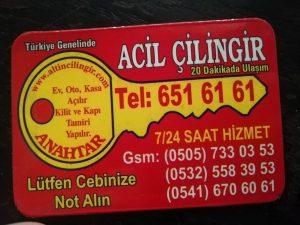 Türkiye Genelinde
ACİL ÇİLİNGİR
20 Dakikada Ulaşım
www.altincilingir.com
Ev, Oto, Kasa
Açılır
Kilit ve Kapı
Tamiri
Yapılır.
ANAHTAR
Tel: 651 61 61
7/24 SAAT HİZMET
Gsm: (0505) 733 03 53
(0532) 558 39 53
(0541) 670 60 61
Lütfen Cebinize
Not Alın